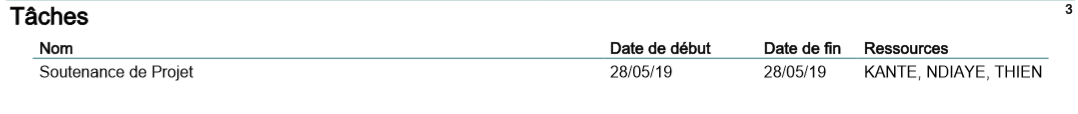 Tâches 3
Nom Date de début Date de fin Ressources
Soutenance de Projet 28/05/19 28/05/19 KANTE, NDIAYE, THIEN